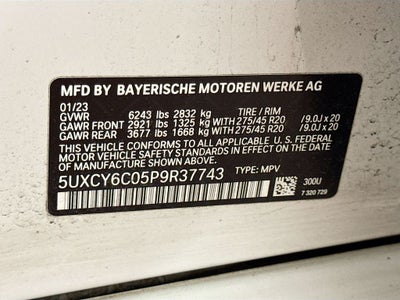 MFD BY BAYERISCHE MOTOREN WERKE AG
01/23
GVWR 6243 lbs 2832 kg TIRE / RIM
GAWR FRONT 2921 lbs 1325 kg WITH 275/45 R20 /9.0J x 20
GAWR REAR 3677 lbs 1668 kg WITH 275/45 R20 /9.0J x 20
THIS VEHICLE CONFORMS TO ALL APPLICABLE U.S. FEDERAL
MOTOR VEHICLE SAFETY STANDARDS IN EFFECT ON THE DATE
OF MANUFACTURE SHOWN ABOVE.
5UXCY6C05P9R37743 TYPE: MPV
300U
7 320 729